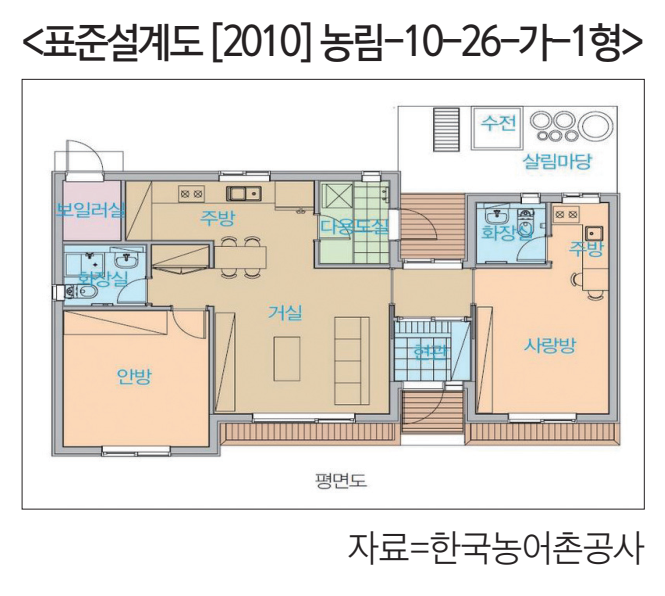 <표준설계도 [2010] 농림-10-26-가-1형>
수전
살림마당
보일러실
주방
다용도실
화장실
주방
화장실
거실
안방
현관
사랑방
평면도
자료=한국농어촌공사